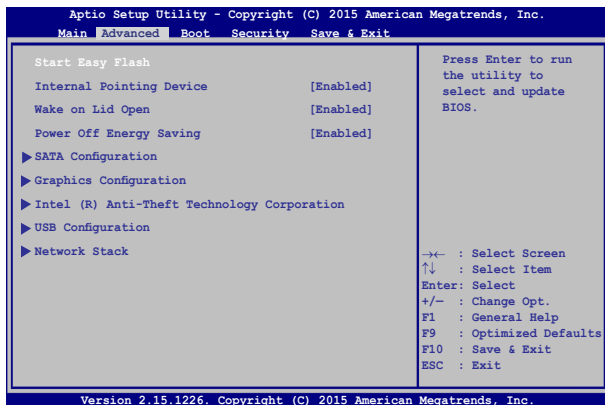 Aptio Setup Utility - Copyright (C) 2015 American Megatrends, Inc.
Main Advanced Boot Security Save & Exit
Start Easy Flash
Internal Pointing Device [Enabled]
Wake on Lid Open [Enabled]
Power Off Energy Saving [Enabled]
SATA Configuration
Graphics Configuration
Intel (R) Anti-Theft Technology Corporation
USB Configuration
Network Stack
Press Enter to run
the utility to
select and update
BIOS.
→← : Select Screen
↑↓ : Select Item
Enter: Select
+/— : Change Opt.
F1 : General Help
F9 : Optimized Defaults
F10 : Save & Exit
ESC : Exit
Version 2.15.1226. Copyright (C) 2015 American Megatrends, Inc.